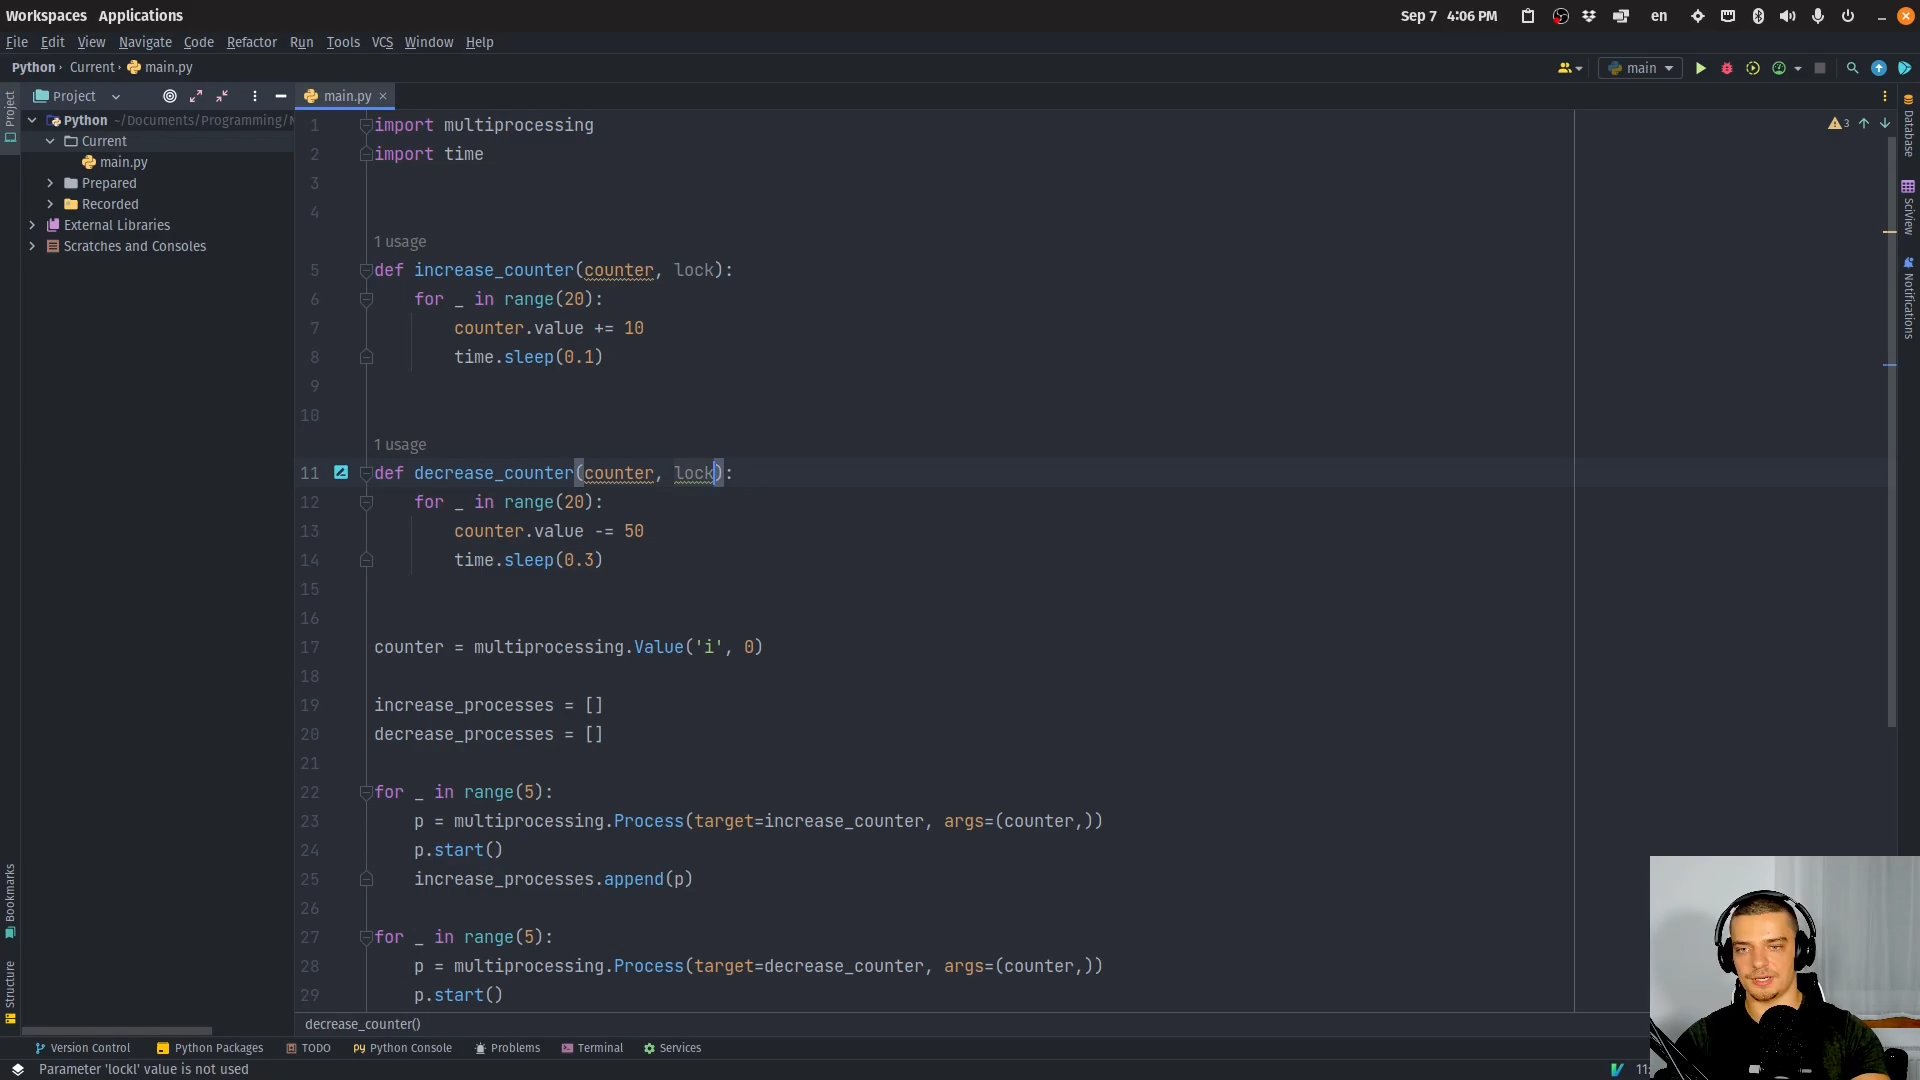 Workspaces Applications
Sep 7 4:06 PM
en
File Edit View Navigate Code Refactor Run Tools VCS Window Help
Python Current main.py
main
Project
Project
main.py
Python ~/Documents/Programming/
Current
main.py
Prepared
Recorded
External Libraries
Scratches and Consoles
3
1 import multiprocessing
2 import time
3
4
1 usage
5 def increase_counter(counter, lock):
6 for _ in range(20):
7 counter.value += 10
8 time.sleep(0.1)
9
10
1 usage
11 def decrease_counter(counter, lock):
12 for _ in range(20):
13 counter.value -= 50
14 time.sleep(0.3)
15
16
17 counter = multiprocessing.Value('i', 0)
18
19 increase_processes = []
20 decrease_processes = []
21
22 for _ in range(5):
23 p = multiprocessing.Process(target=increase_counter, args=(counter,))
24 p.start()
25 increase_processes.append(p)
26
27 for _ in range(5):
28 p = multiprocessing.Process(target=decrease_counter, args=(counter,))
29 p.start()
decrease_counter()
Database
SciView
Notifications
Bookmarks
Structure
Version Control Python Packages TODO Python Console Problems Terminal Services
Parameter 'lockl' value is not used